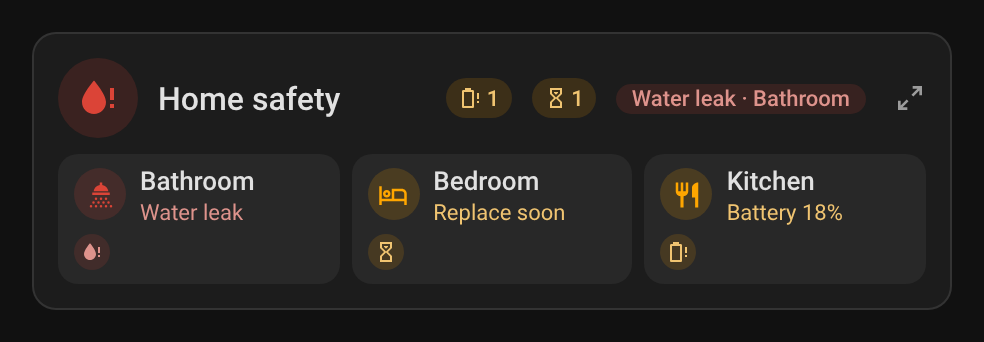 Home safety
1
1
Water leak · Bathroom
Bathroom
Water leak
Bedroom
Replace soon
Kitchen
Battery 18%